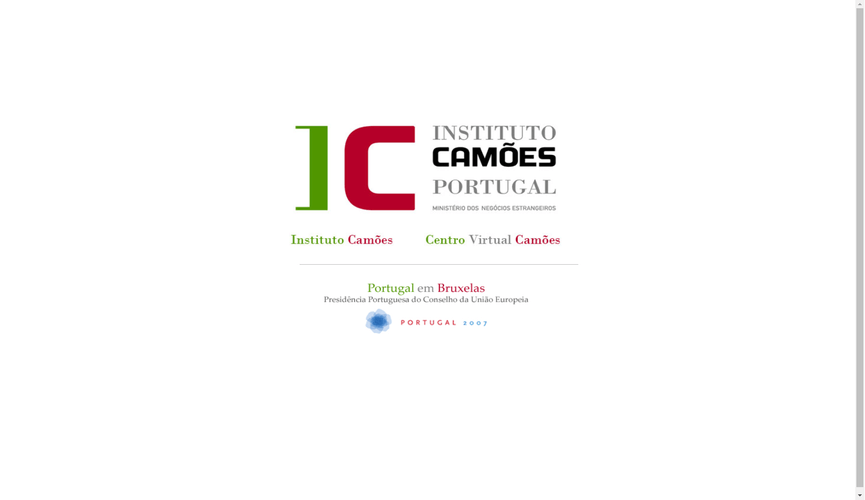 IC
INSTITUTO
CAMÕES
PORTUGAL
MINISTÉRIO DOS NEGÓCIOS ESTRANGEIROS
Instituto Camões
Centro Virtual Camões
Portugal em Bruxelas
Presidência Portuguesa do Conselho da União Europeia
PORTUGAL 2007